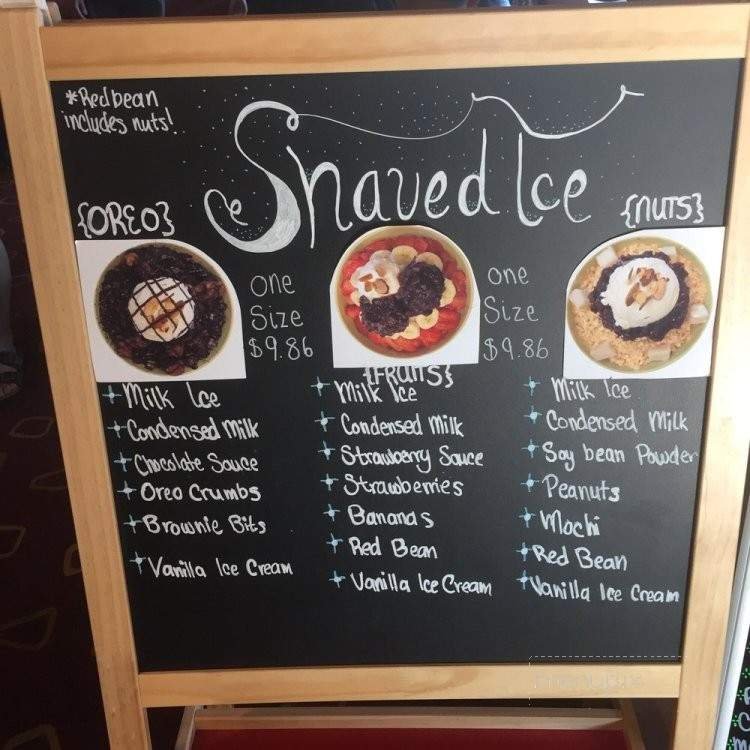 *Redbean
includes nuts!
Shaved Ice
{OREO}
One
Size
$9.86
{FRUITS}
One
Size
$9.86
{NUTS}
Milk Ice
Condensed Milk
Chocolate Sauce
Oreo Crumbs
Brownie Bits
Vanilla Ice Cream
Milk Ice
Condensed Milk
Strawberry Sauce
Strawberries
Bananas
Red Bean
Vanilla Ice Cream
Milk Ice
Condensed Milk
Soy bean Powder
Peanuts
Mochi
Red Bean
Vanilla Ice Cream